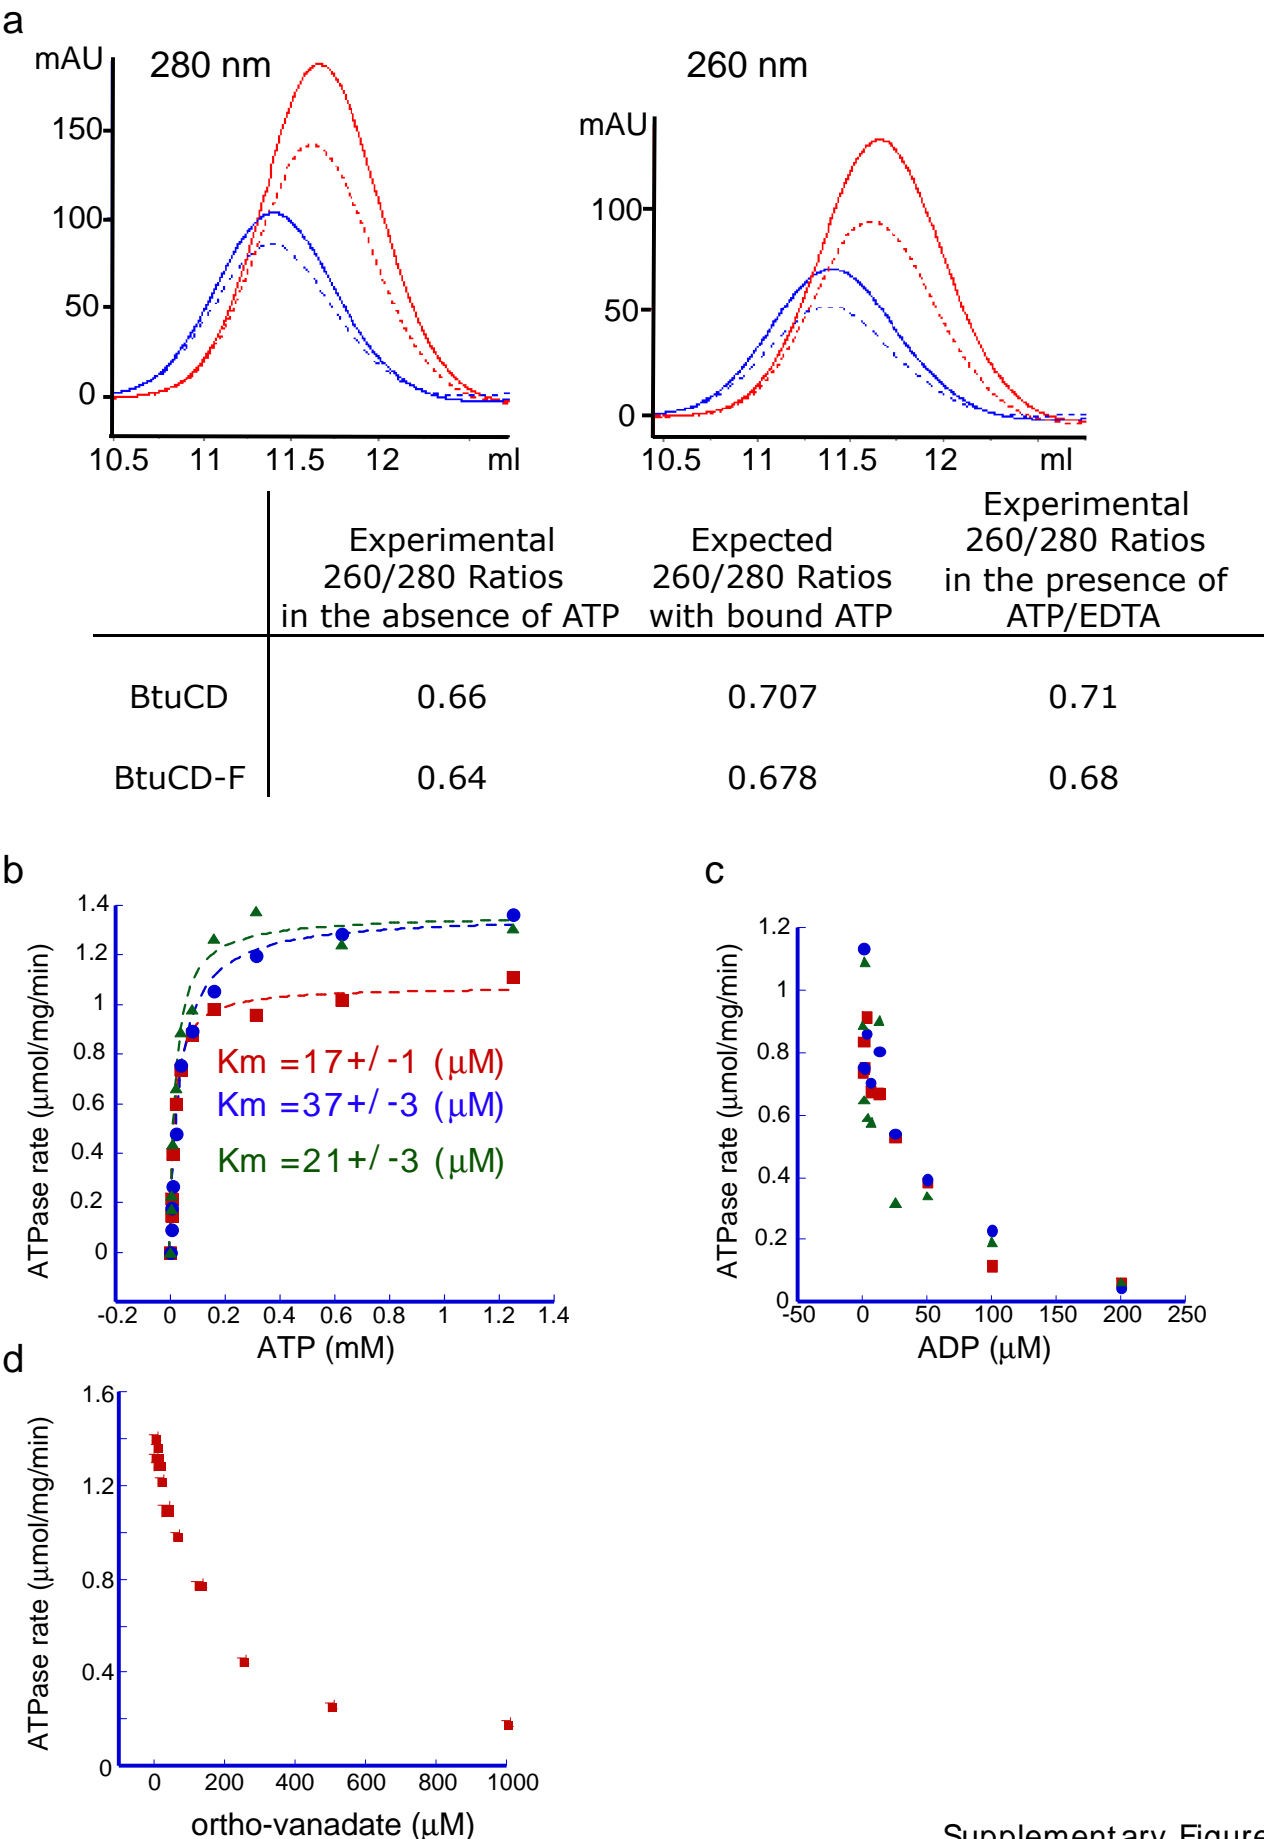 a
mAU
280 nm
150
100
50
0
10.5 11 11.5 12 ml
260 nm
mAU
100
50
0
10.5 11 11.5 12 ml
Experimental
260/280 Ratios
in the absence of ATP
Expected
260/280 Ratios
with bound ATP
Experimental
260/280 Ratios
in the presence of
ATP/EDTA
BtuCD 0.66 0.707 0.71
BtuCD-F 0.64 0.678 0.68
b
ATPase rate (μmol/mg/min)
1.4
1.2
1
0.8
0.6
0.4
0.2
0
Km =17+/-1 (μM)
Km =37+/-3 (μM)
Km =21+/-3 (μM)
-0.2 0 0.2 0.4 0.6 0.8 1 1.2 1.4
ATP (mM)
c
ATPase rate (μmol/mg/min)
1.2
1
0.8
0.6
0.4
0.2
0
-50 0 50 100 150 200 250
ADP (μM)
d
ATPase rate (μmol/mg/min)
1.6
1.2
0.8
0.4
0
0 200 400 600 800 1000
ortho-vanadate (μM)
Supplementary Figure